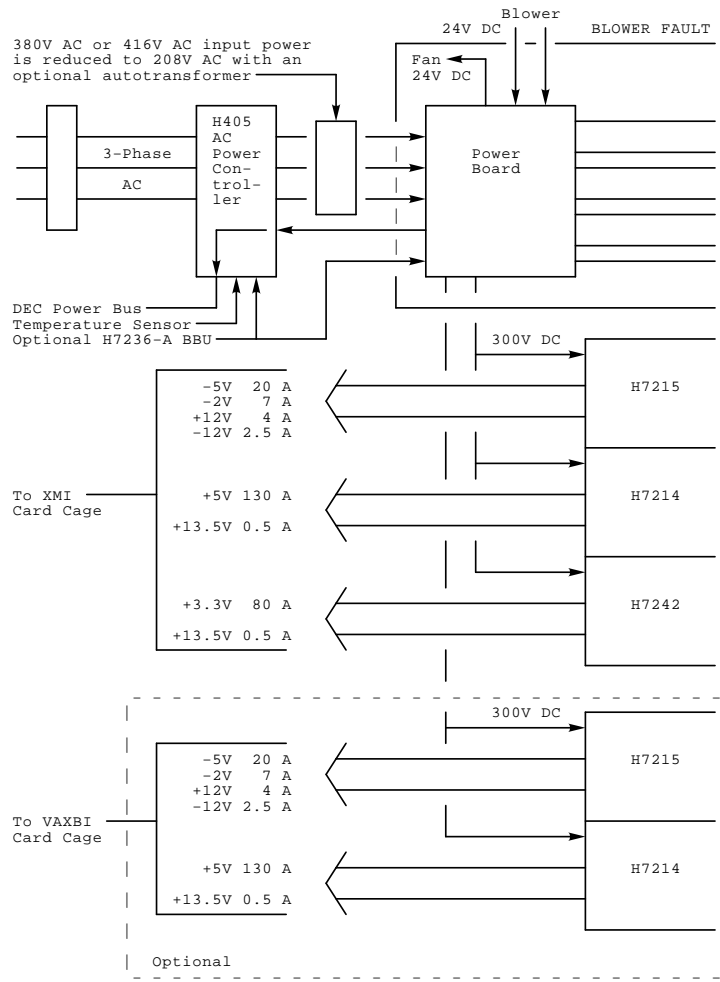 Blower
24V DC
BLOWER FAULT
380V AC or 416V AC input power
is reduced to 208V AC with an
optional autotransformer
Fan
24V DC
H405
AC
Power
Con-
trol-
ler
3-Phase
AC
Power
Board
DEC Power Bus
Temperature Sensor
Optional H7236-A BBU
300V DC
-5V 20 A
-2V 7 A
+12V 4 A
-12V 2.5 A
H7215
To XMI
Card Cage
+5V 130 A
+13.5V 0.5 A
H7214
+3.3V 80 A
+13.5V 0.5 A
H7242
300V DC
-5V 20 A
-2V 7 A
+12V 4 A
-12V 2.5 A
H7215
To VAXBI
Card Cage
+5V 130 A
+13.5V 0.5 A
H7214
Optional